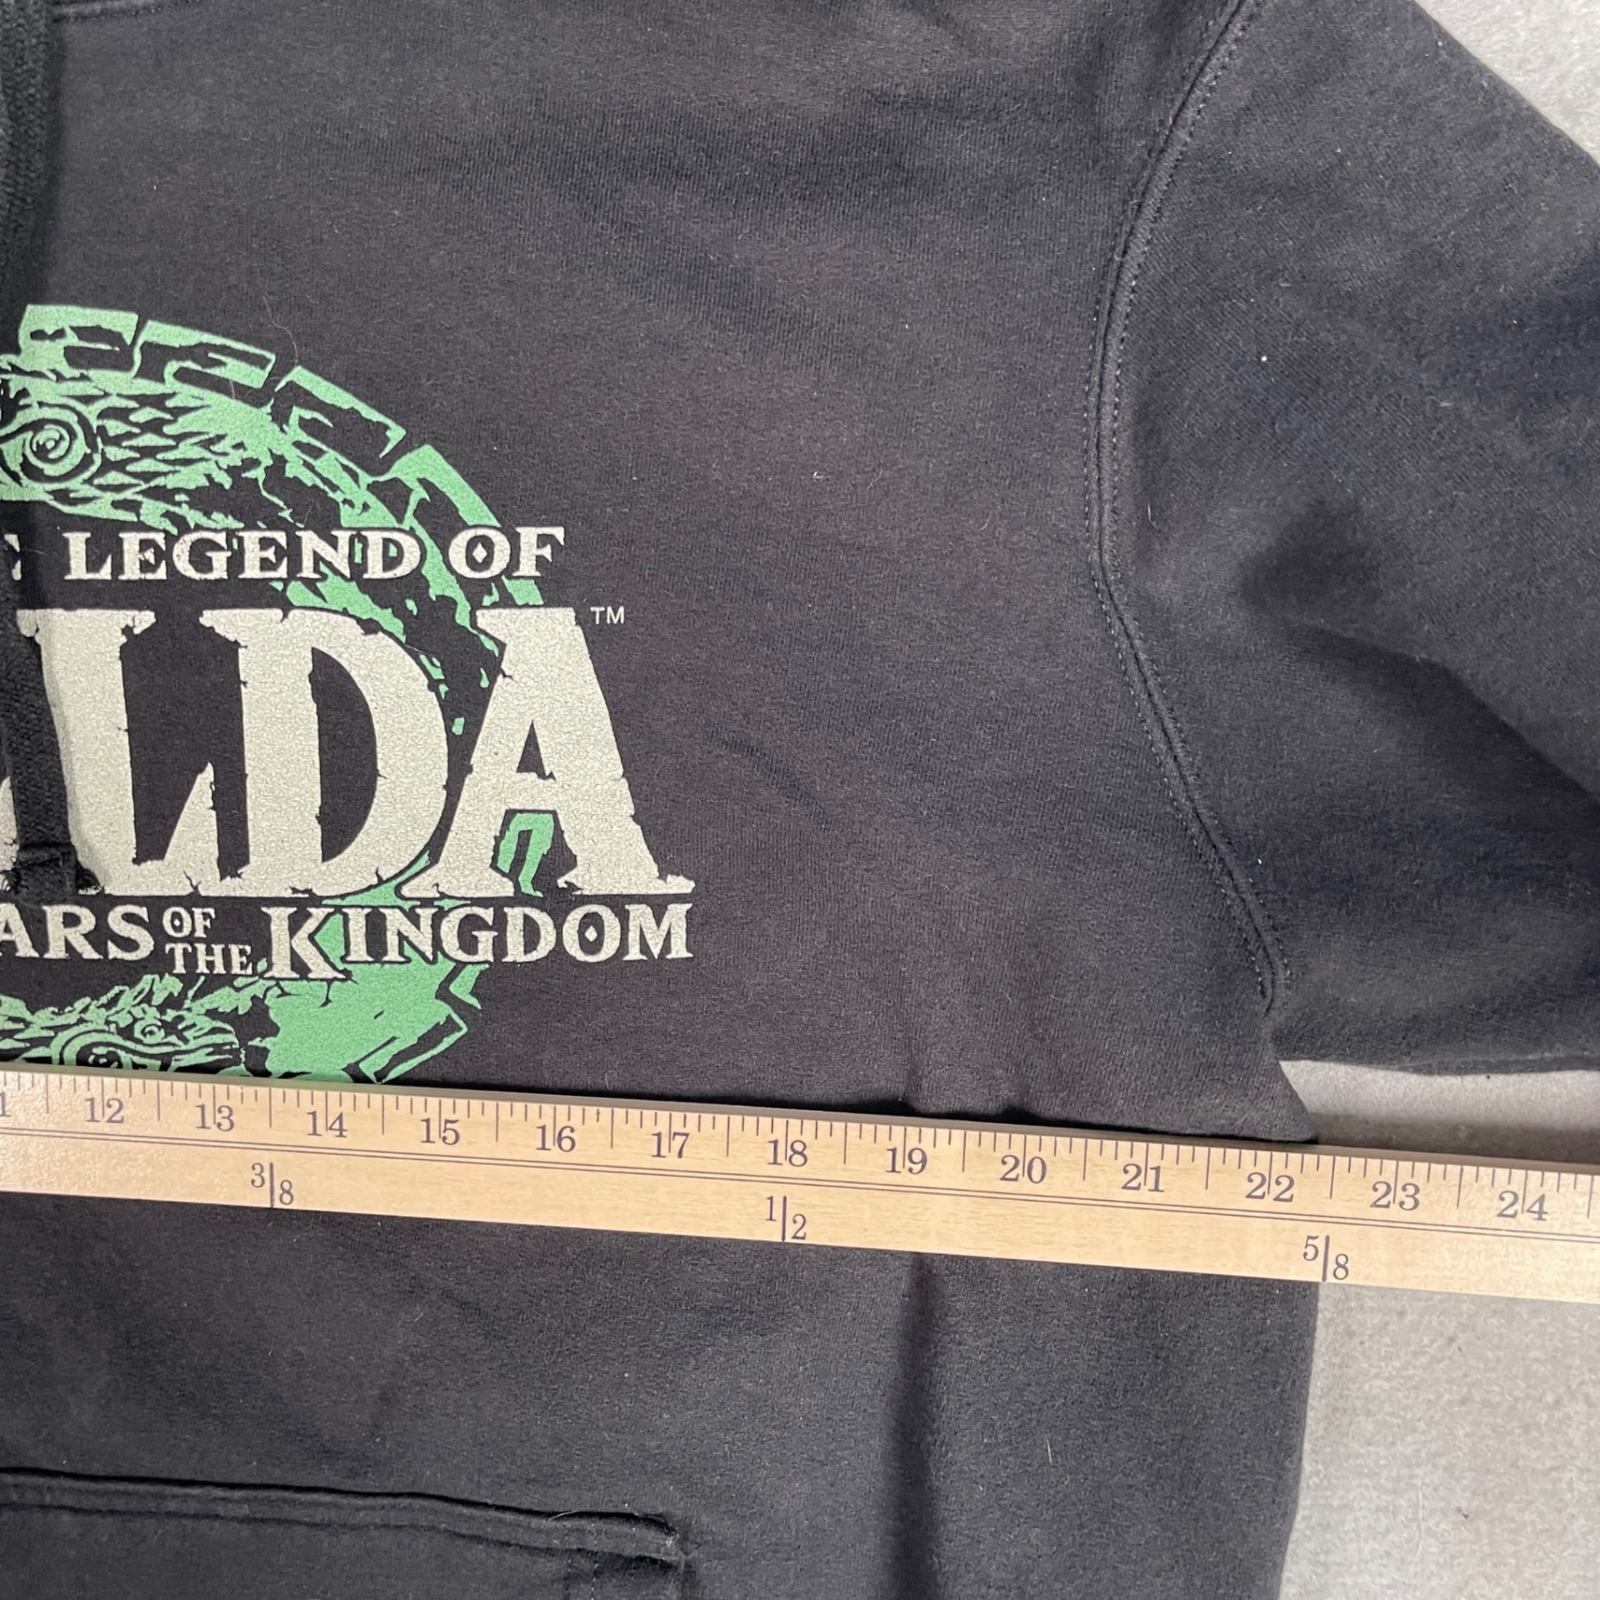 LEGEND OF
LDA™
ARS OF THE KINGDOM
12 13 14 15 16 17 18 19 20 21 22 23 24
3/8 1/2 5/8